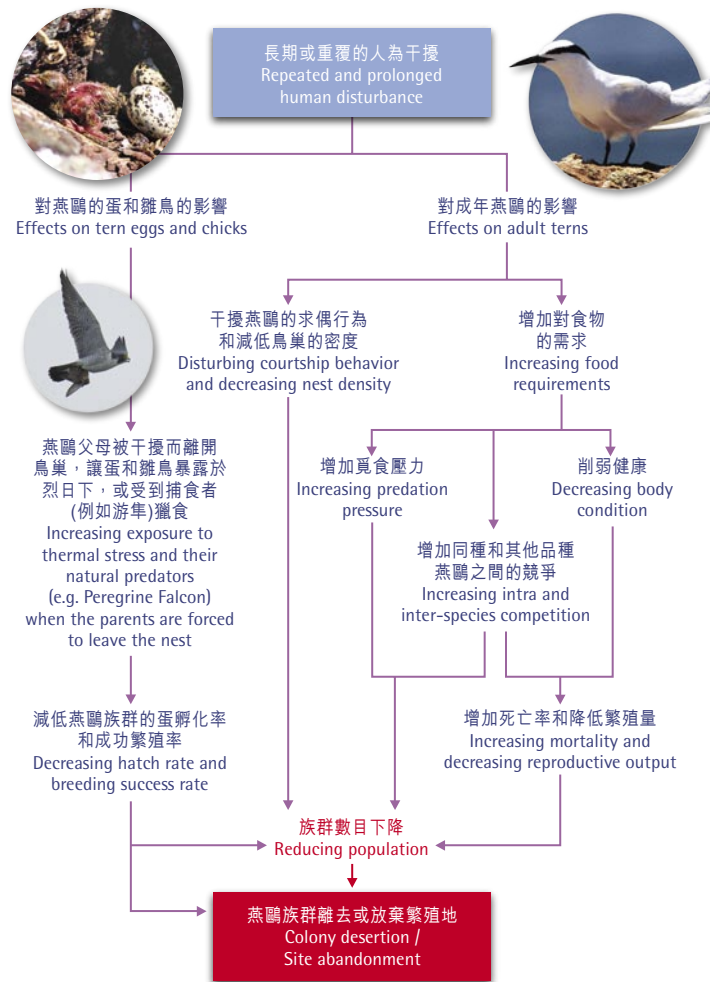 長期或重覆的人為干擾
Repeated and prolonged
human disturbance
對燕鷗的蛋和雛鳥的影響
Effects on tern eggs and chicks
對成年燕鷗的影響
Effects on adult terns
干擾燕鷗的求偶行為
和減低鳥巢的密度
Disturbing courtship behavior
and decreasing nest density
增加對食物
的需求
Increasing food
requirements
燕鷗父母被干擾而離開
鳥巢，讓蛋和雛鳥暴露於
烈日下，或受到捕食者
(例如游隼)獵食
Increasing exposure to
thermal stress and their
natural predators
(e.g. Peregrine Falcon)
when the parents are forced
to leave the nest
增加覓食壓力
Increasing predation
pressure
削弱健康
Decreasing body
condition
增加同種和其他品種
燕鷗之間的競爭
Increasing intra and
inter-species competition
減低燕鷗族群的蛋孵化率
和成功繁殖率
Decreasing hatch rate and
breeding success rate
增加死亡率和降低繁殖量
Increasing mortality and
decreasing reproductive output
族群數目下降
Reducing population
燕鷗族群離去或放棄繁殖地
Colony desertion /
Site abandonment